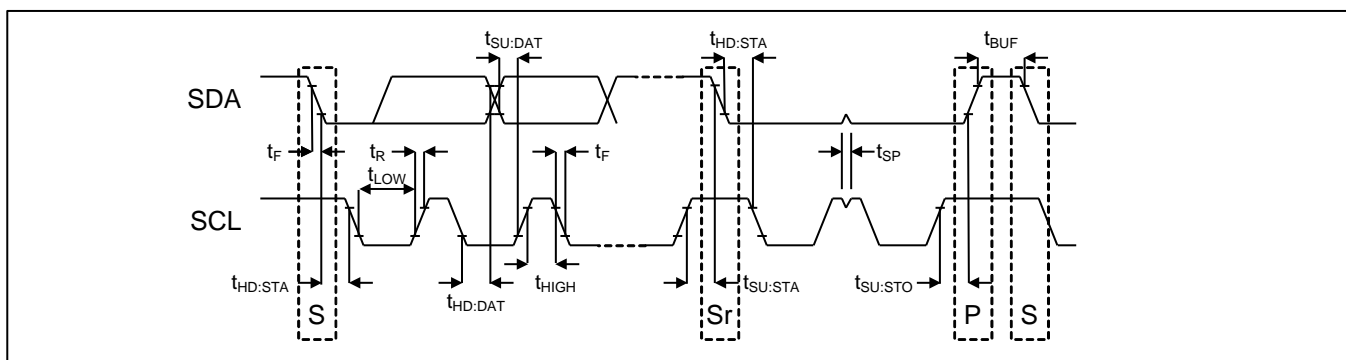 tSU:DAT
tHD:STA
tBUF
SDA
tF
tR
tF
tSP
tLOW
SCL
tHD:STA
tHD:DAT
tHIGH
tSU:STA
tSU:STO
S
Sr
P
S